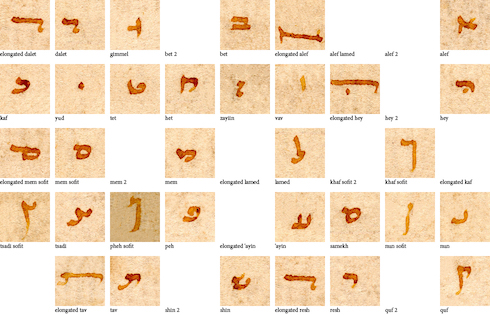 elongated dalet dalet gimmel bet 2 bet elongated alef alef lamed alef 2 alef
kaf yud tet het zayin vav elongated hey hey 2 hey
elongated mem sofit mem sofit mem 2 mem elongated lamed lamed khaf sofit 2 khaf sofit elongated kaf
tsadi sofit tsadi pheh sofit peh elongated 'ayin 'ayin samekh nun sofit nun
elongated tav tav shin 2 shin elongated resh resh quf 2 quf